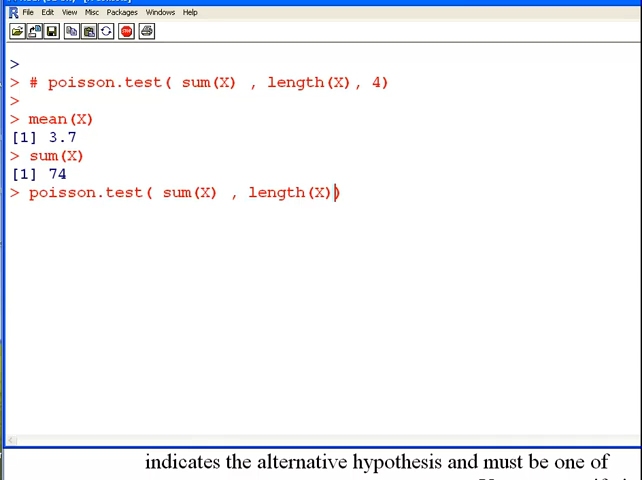 File Edit View Misc Packages Windows Help
>
> # poisson.test( sum(X) , length(X), 4)
>
> mean(X)
[1] 3.7
> sum(X)
[1] 74
> poisson.test( sum(X) , length(X))
indicates the alternative hypothesis and must be one of